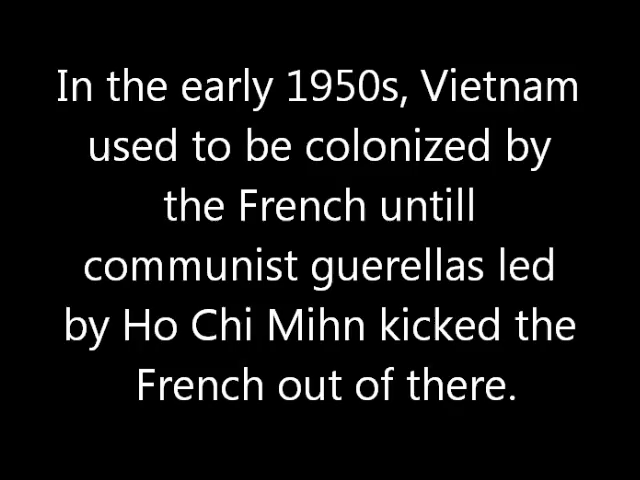 In the early 1950s, Vietnam
used to be colonized by
the French untill
communist guerellas led
by Ho Chi Mihn kicked the
French out of there.